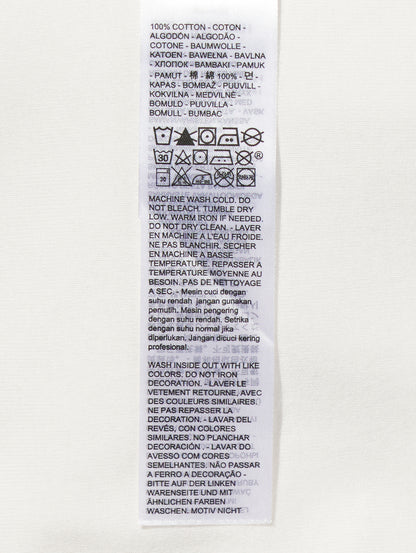 100% COTTON - COTON -
ALGODÓN - ALGODÃO -
COTONE - BAUMWOLLE -
KATOEN - BAWEŁNA - BAVLNA
- ХЛОПОК - BAMBAKI - PAMUK
- PAMUT - 棉 - 綿 100% - 면 -
KAPAS - BOMBAŽ - PUUVILL -
KOKVILNA - MEDVILNĖ -
BOMULD - PUUVILLA -
BOMULL - BUMBAC
30
®
MACHINE WASH COLD. DO
NOT BLEACH. TUMBLE DRY
LOW. WARM IRON IF NEEDED.
DO NOT DRY CLEAN. - LAVER
EN MACHINE A L'EAU FROIDE.
NE PAS BLANCHIR. SECHER
EN MACHINE A BASSE
TEMPERATURE. REPASSER A
TEMPERATURE MOYENNE AU
BESOIN. PAS DE NETTOYAGE
A SEC. - Mesin cuci dengan
suhu rendah jangan gunakan
pemutih. Mesin pengering
dengan suhu rendah. Setrika
dengan suhu normal jika
diperlukan. Jangan dicuci kering
profesional.
WASH INSIDE OUT WITH LIKE
COLORS. DO NOT IRON
DECORATION. - LAVER LE
VETEMENT RETOURNE, AVEC
DES COULEURS SIMILAIRES.
NE PAS REPASSER LA
DECORATION. - LAVAR DEL
REVÉS, CON COLORES
SIMILARES. NO PLANCHAR
DECORACIÓN. - LAVAR DO
AVESSO COM CORES
SEMELHANTES. NÃO PASSAR
A FERRO A DECORAÇÃO -
BITTE AUF DER LINKEN
WARENSEITE UND MIT
ÄHNLICHEN FARBEN
WASCHEN. MOTIV NICHT